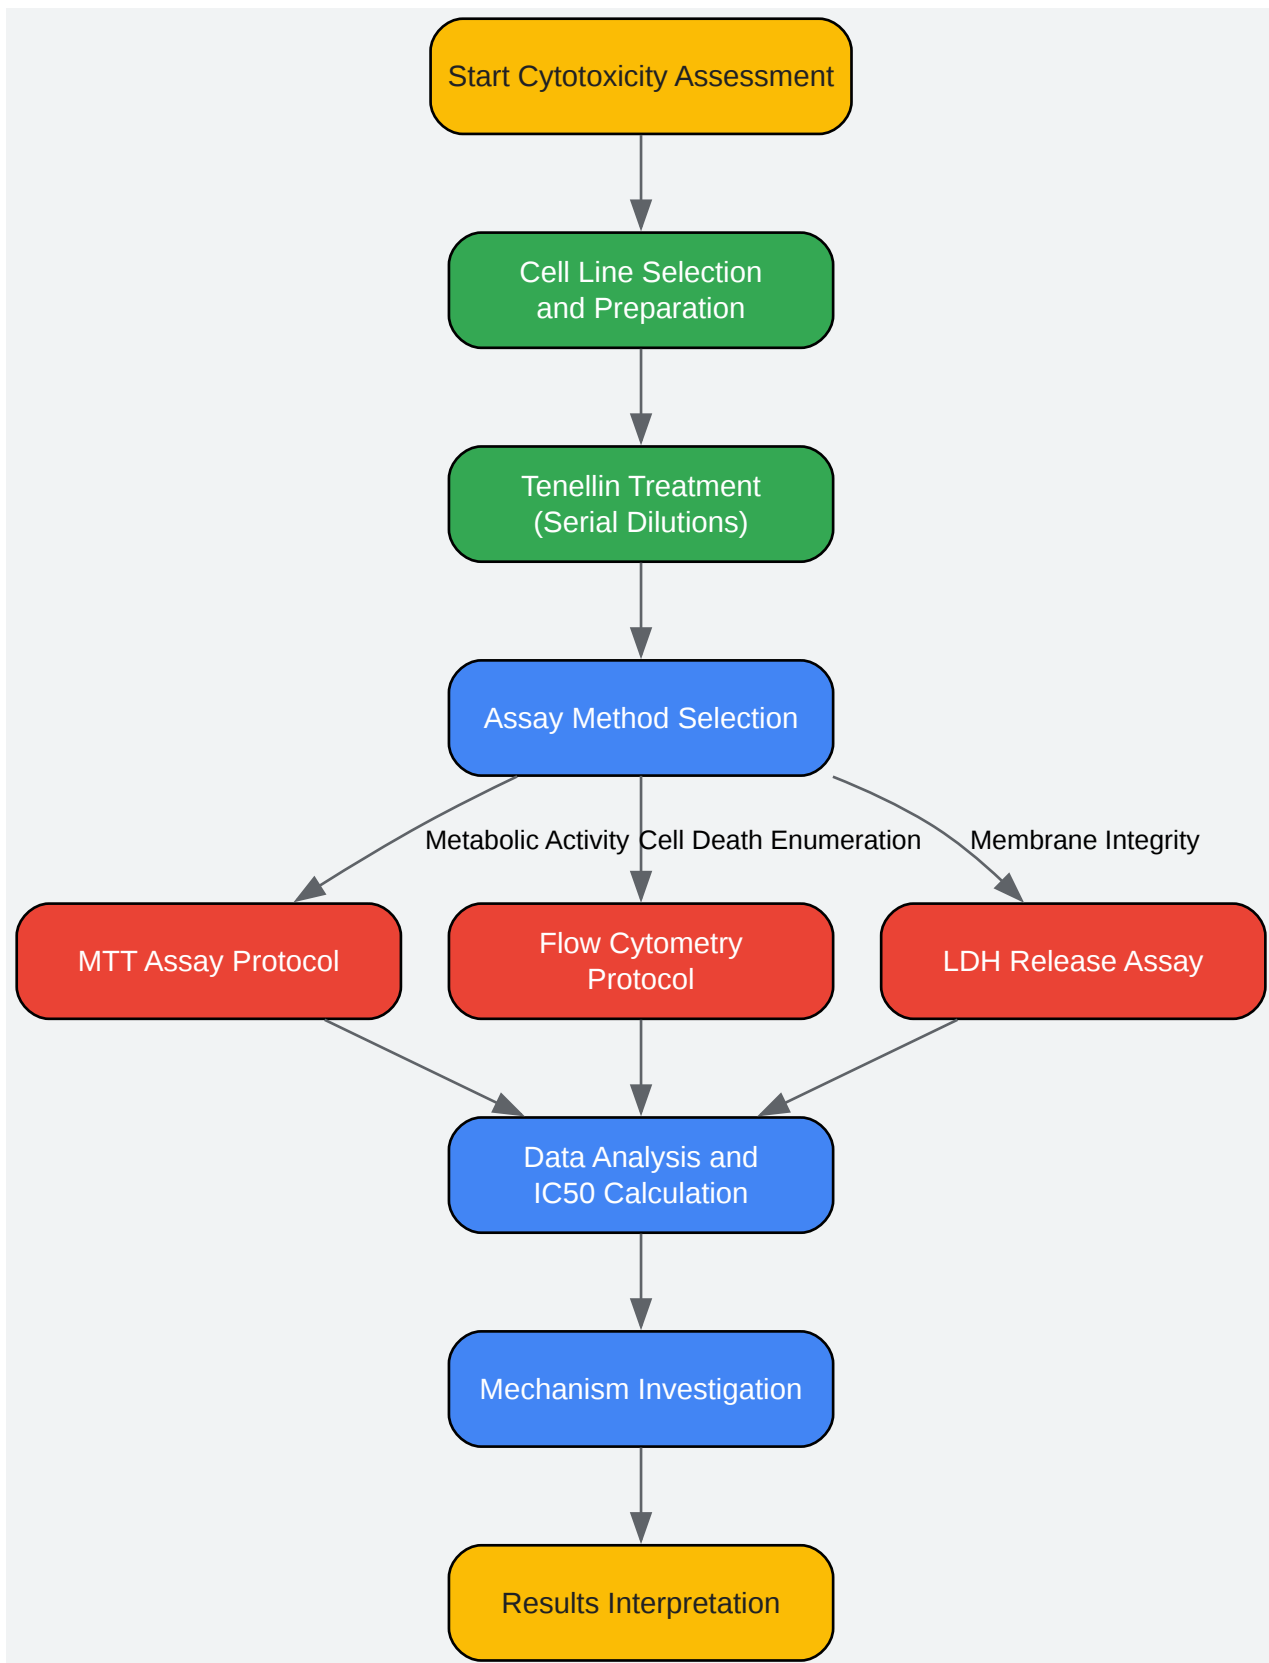 Start Cytotoxicity Assessment
Cell Line Selection
and Preparation
Tenellin Treatment
(Serial Dilutions)
Assay Method Selection
Metabolic Activity
Cell Death Enumeration
Membrane Integrity
MTT Assay Protocol
Flow Cytometry
Protocol
LDH Release Assay
Data Analysis and
IC50 Calculation
Mechanism Investigation
Results Interpretation